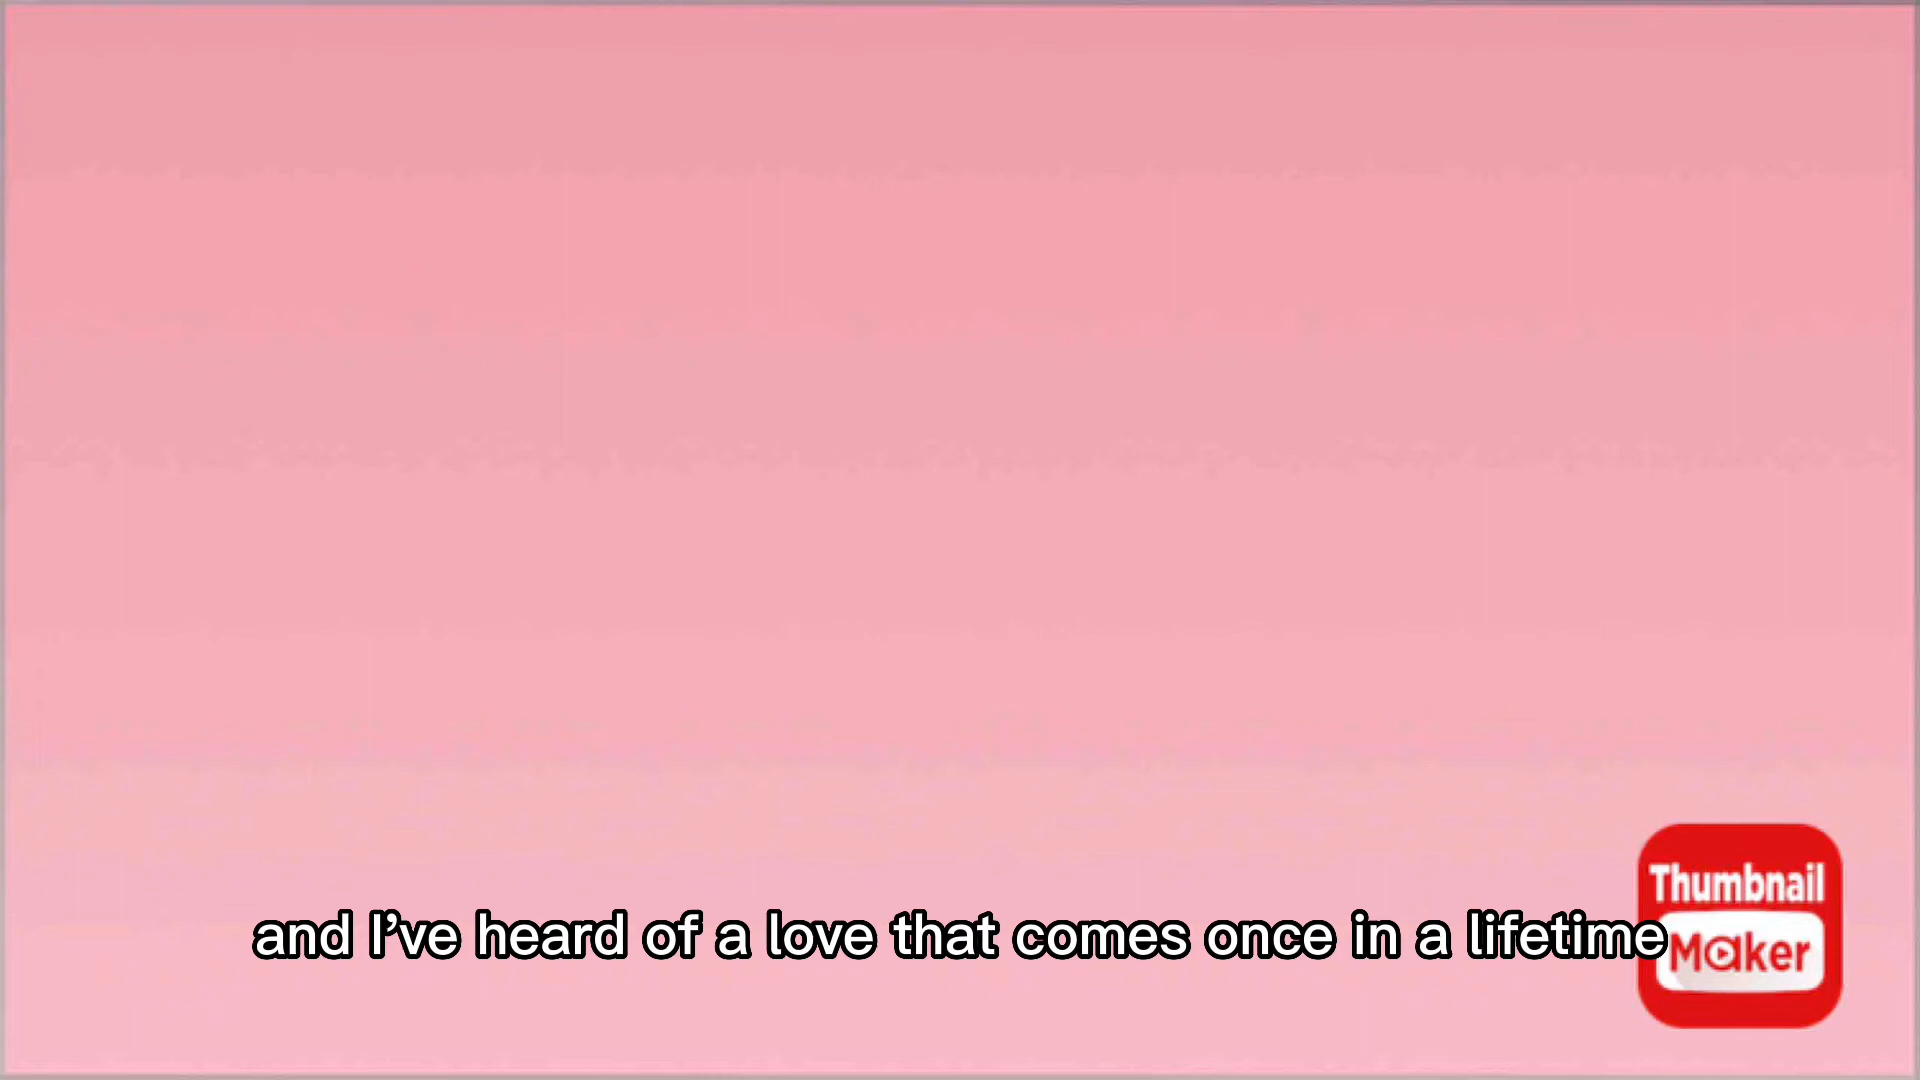 Thumbnail
Maker
and I've heard of a love that comes once in a lifetime